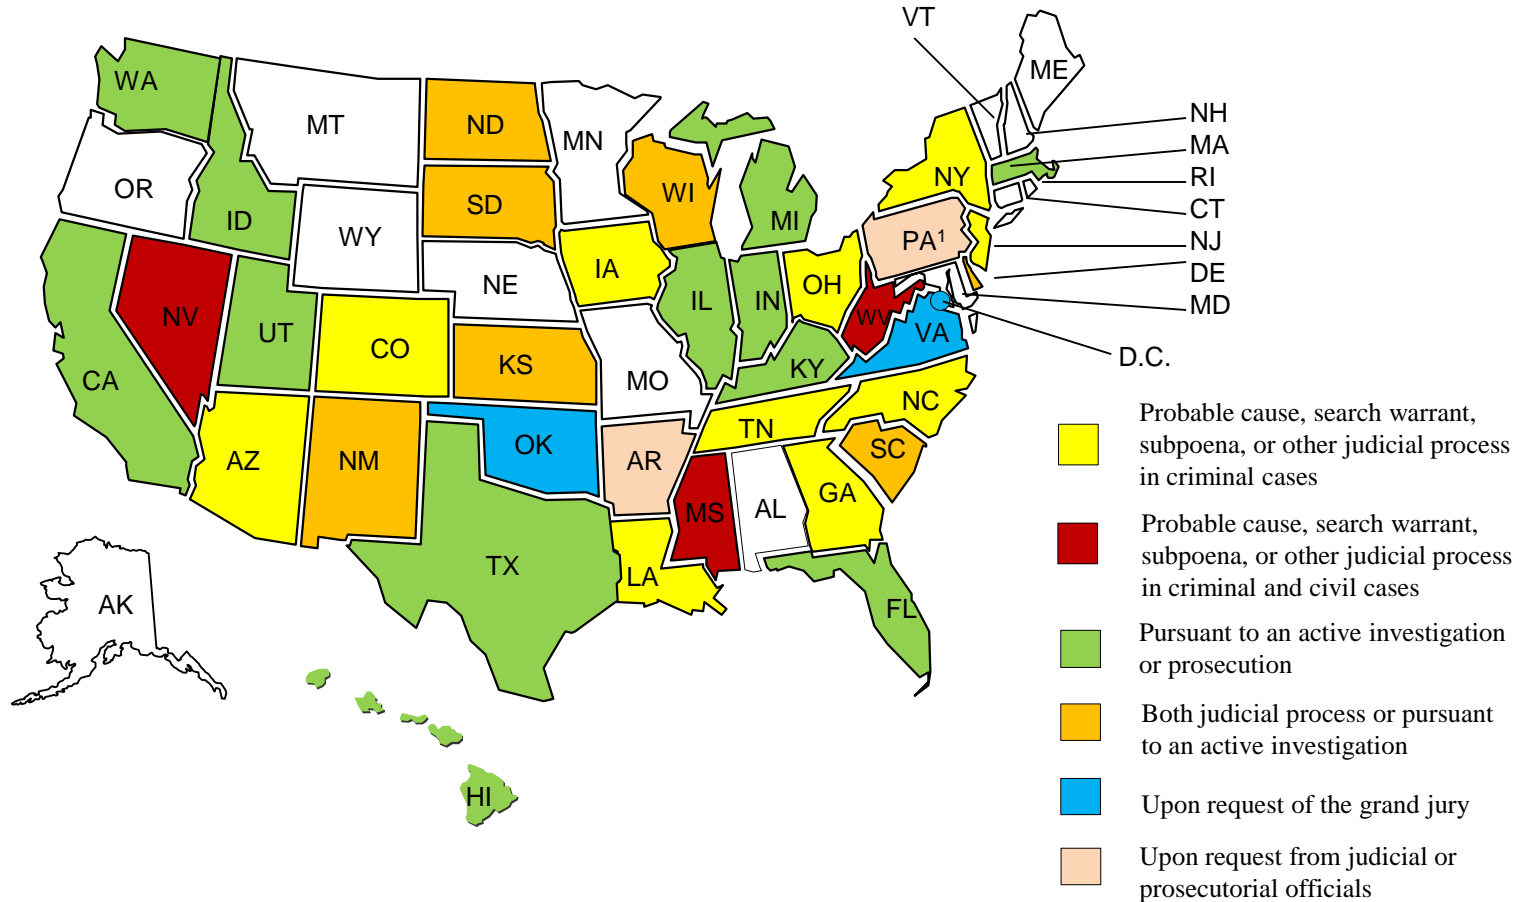 VT
ME
WA
MT
ND
MN
NH
MA
OR
ID
SD
WI
MI
NY
RI
CT
WY
IA
PA¹
NJ
NE
IL
IN
OH
DE
NV
UT
CO
WV
VA
MD
CA
KS
MO
KY
D.C.
AZ
NM
OK
AR
TN
NC
SC
MS
AL
GA
TX
LA
FL
AK
HI
Probable cause, search warrant,
subpoena, or other judicial process
in criminal cases
Probable cause, search warrant,
subpoena, or other judicial process
in criminal and civil cases
Pursuant to an active investigation
or prosecution
Both judicial process or pursuant
to an active investigation
Upon request of the grand jury
Upon request from judicial or
prosecutorial officials